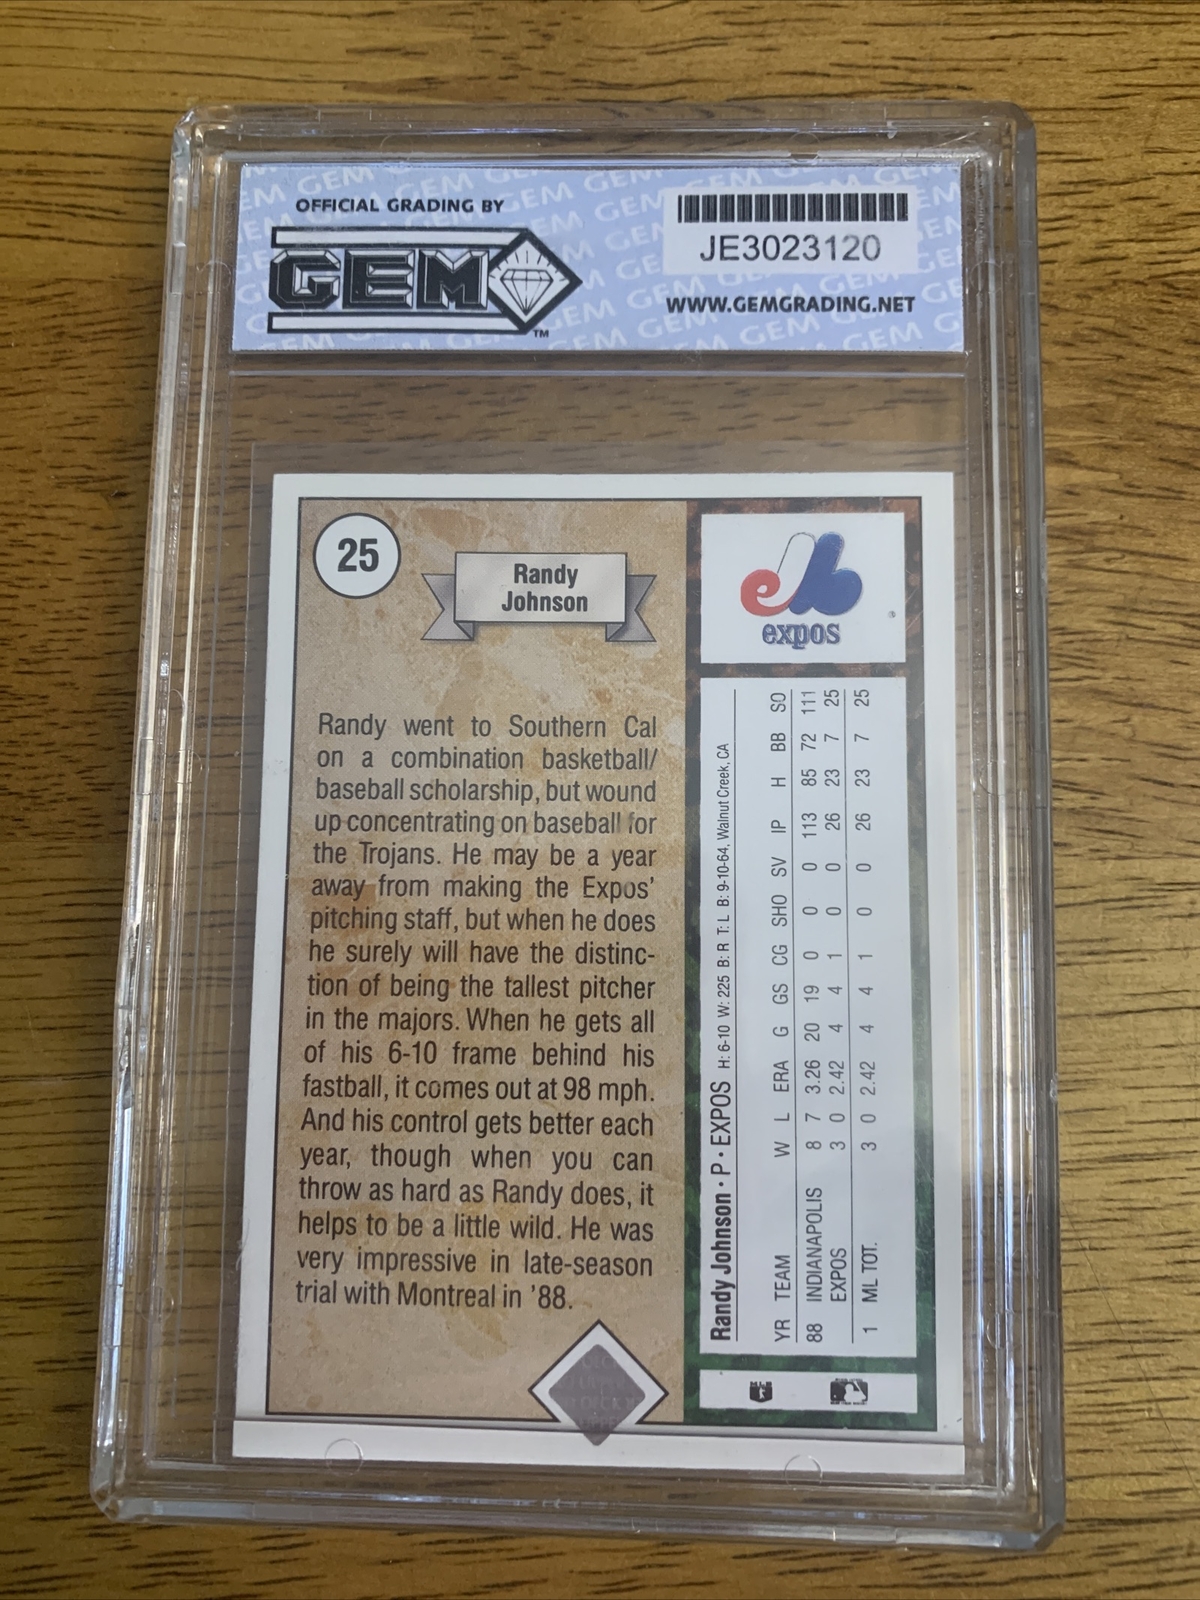 OFFICIAL GRADING BY
GEM
TM
JE3023120
WWW.GEMGRADING.NET
25
Randy
Johnson
Randy went to Southern Cal
on a combination basketball/
baseball scholarship, but wound
up concentrating on baseball for
the Trojans. He may be a year
away from making the Expos'
pitching staff, but when he does
he surely will have the distinc-
tion of being the tallest pitcher
in the majors. When he gets all
of his 6-10 frame behind his
fastball, it comes out at 98 mph.
And his control gets better each
year, though when you can
throw as hard as Randy does, it
helps to be a little wild. He was
very impressive in late-season
trial with Montreal in '88.
expos
Randy Johnson • P • EXPOS H: 6-10 W: 225 B: R T: L B: 9-10-64, Walnut Creek, CA
YR TEAM W L ERA G GS CG SHO SV IP H BB SO
88 INDIANAPOLIS 8 7 3.26 20 19 0 0 0 113 85 72 111
EXPOS 3 0 2.42 4 4 1 0 0 26 23 7 25
1 ML TOT. 3 0 2.42 4 4 1 0 0 26 23 7 25